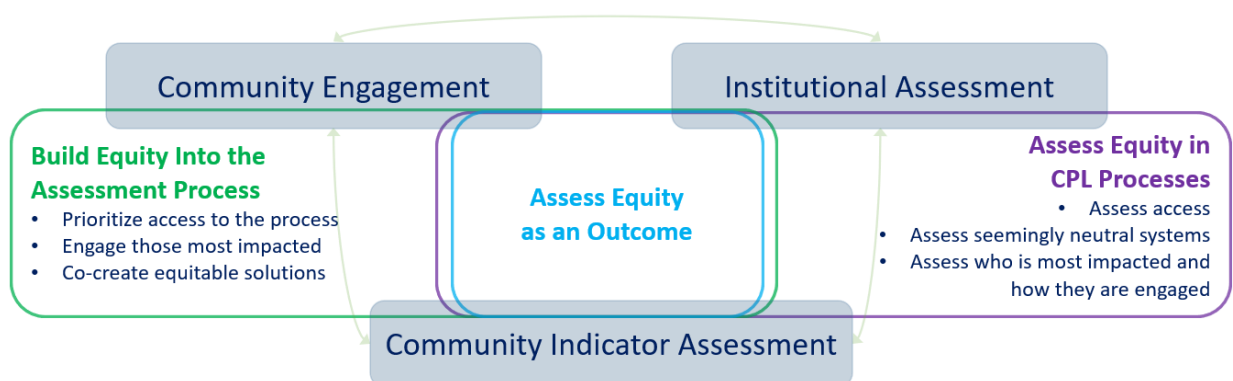 Community Engagement
Institutional Assessment
Build Equity Into the
Assessment Process
• Prioritize access to the process
• Engage those most impacted
• Co-create equitable solutions
Assess Equity
as an Outcome
Assess Equity in
CPL Processes
• Assess access
• Assess seemingly neutral systems
• Assess who is most impacted and
how they are engaged
Community Indicator Assessment